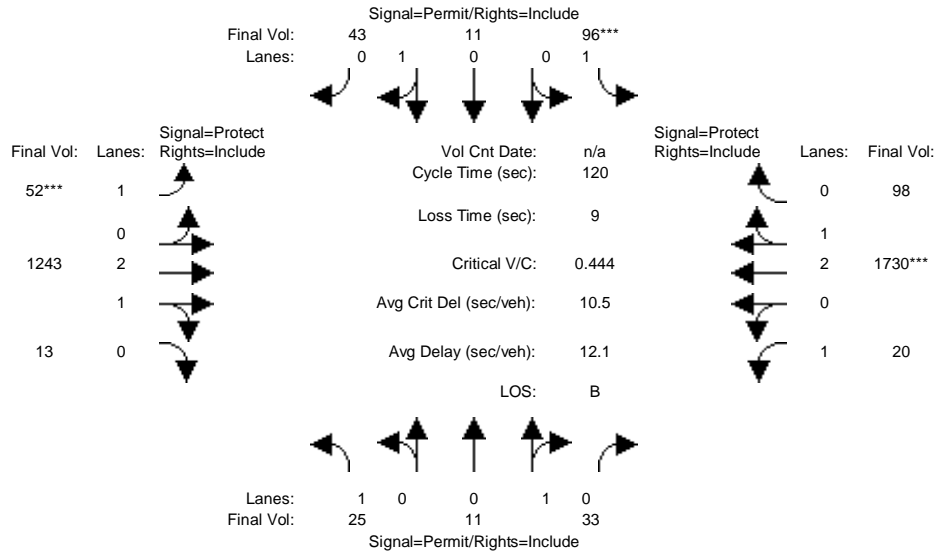 Signal=Permit/Rights=Include
Final Vol: 43 11 96***
Lanes: 0 1 0 0 1
Signal=Protect
Final Vol: Lanes: Rights=Include
Vol Cnt Date: n/a
Signal=Protect
Rights=Include Lanes: Final Vol:
Cycle Time (sec): 120
52*** 1
0 98
Loss Time (sec): 9
0
1
1243 2
Critical V/C: 0.444
2 1730***
1
Avg Crit Del (sec/veh): 10.5
0
13 0
Avg Delay (sec/veh): 12.1
1 20
LOS: B
Lanes: 1 0 0 1 0
Final Vol: 25 11 33
Signal=Permit/Rights=Include